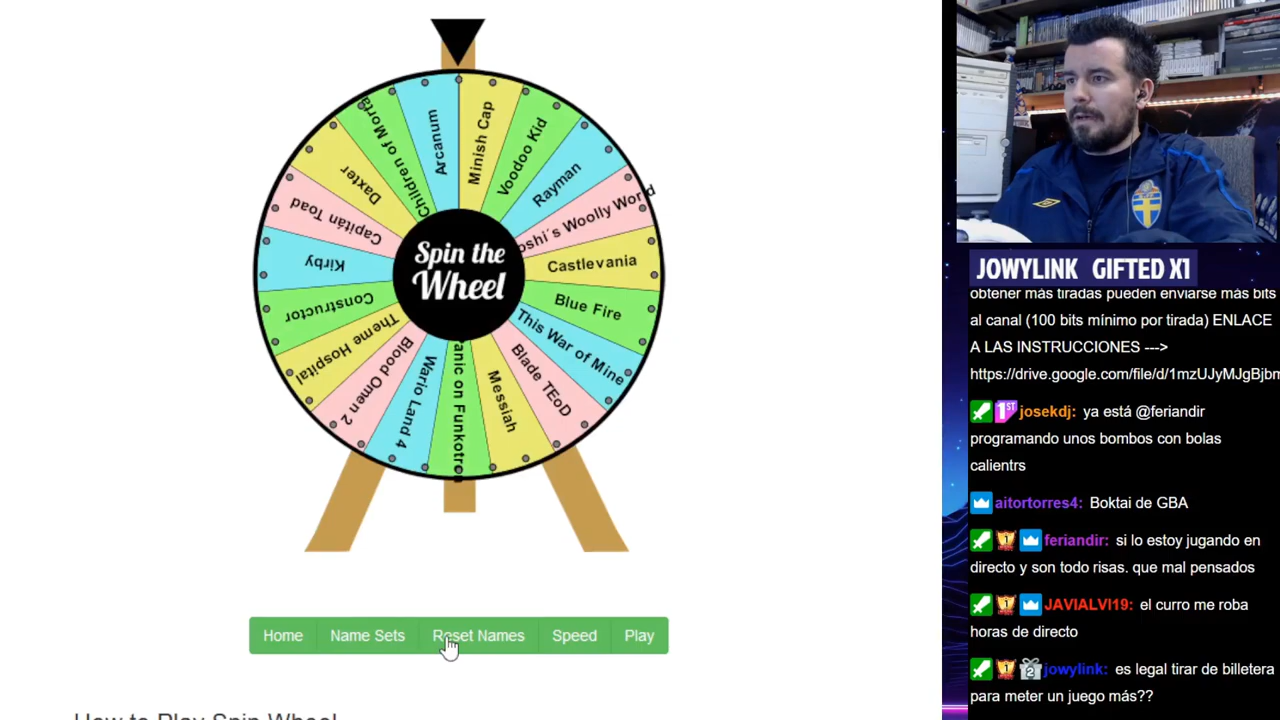 Arcanum
Minish Cap
Voodoo Kid
Rayman
oshi´s Woolly World
Castlevania
Blue Fire
This War of Mine
Blade TEoD
Messiah
anic on Funkotro
Wario Land 4
Blood Omen 2
Theme Hospital
Constructor
Kirby
Capitán Toad
Daxter
Children of Morta
Spin the
Wheel
Home
Name Sets
Reset Names
Speed
Play
How to Play Spin Wheel
JOWYLINK GIFTED X1
obtener más tiradas pueden enviarse más bits
al canal (100 bits mínimo por tirada) ENLACE
A LAS INSTRUCCIONES --->
https://drive.google.com/file/d/1mzUJyMJgBjbm
josekdj: ya está @feriandir
programando unos bombos con bolas
calientrs
aitortorres4: Boktai de GBA
feriandir: si lo estoy jugando en
directo y son todo risas. que mal pensados
JAVIALVI19: el curro me roba
horas de directo
jowylink: es legal tirar de billetera
para meter un juego más??